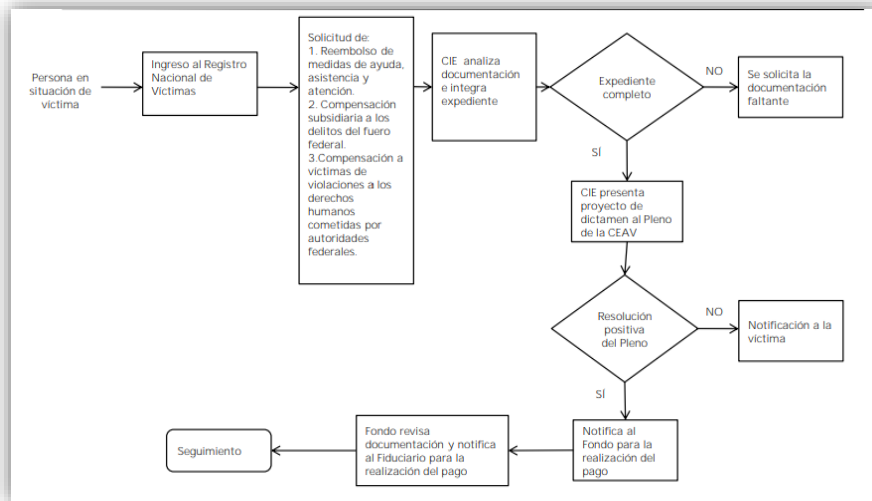 Persona en
situación de
víctima
Ingreso al Registro
Nacional de
Víctimas
Solicitud de:
1. Reembolso de
medidas de ayuda,
asistencia y
atención.
2. Compensación
subsidiaria a los
delitos del fuero
federal.
3.Compensación a
víctimas de
violaciones a los
derechos
humanos
cometidas por
autoridades
federales.
CIE analiza
documentación
e integra
expediente
Expediente
completo
NO
Se solicita la
documentación
faltante
SÍ
CIE presenta
proyecto de
dictamen al Pleno
de la CEAV
Resolución
positiva
del Pleno
NO
Notificación a la
víctima
SÍ
Notifica al
Fondo para la
realización del
pago
Fondo revisa
documentación y notifica
al Fiduciario para la
realización del pago
Seguimiento